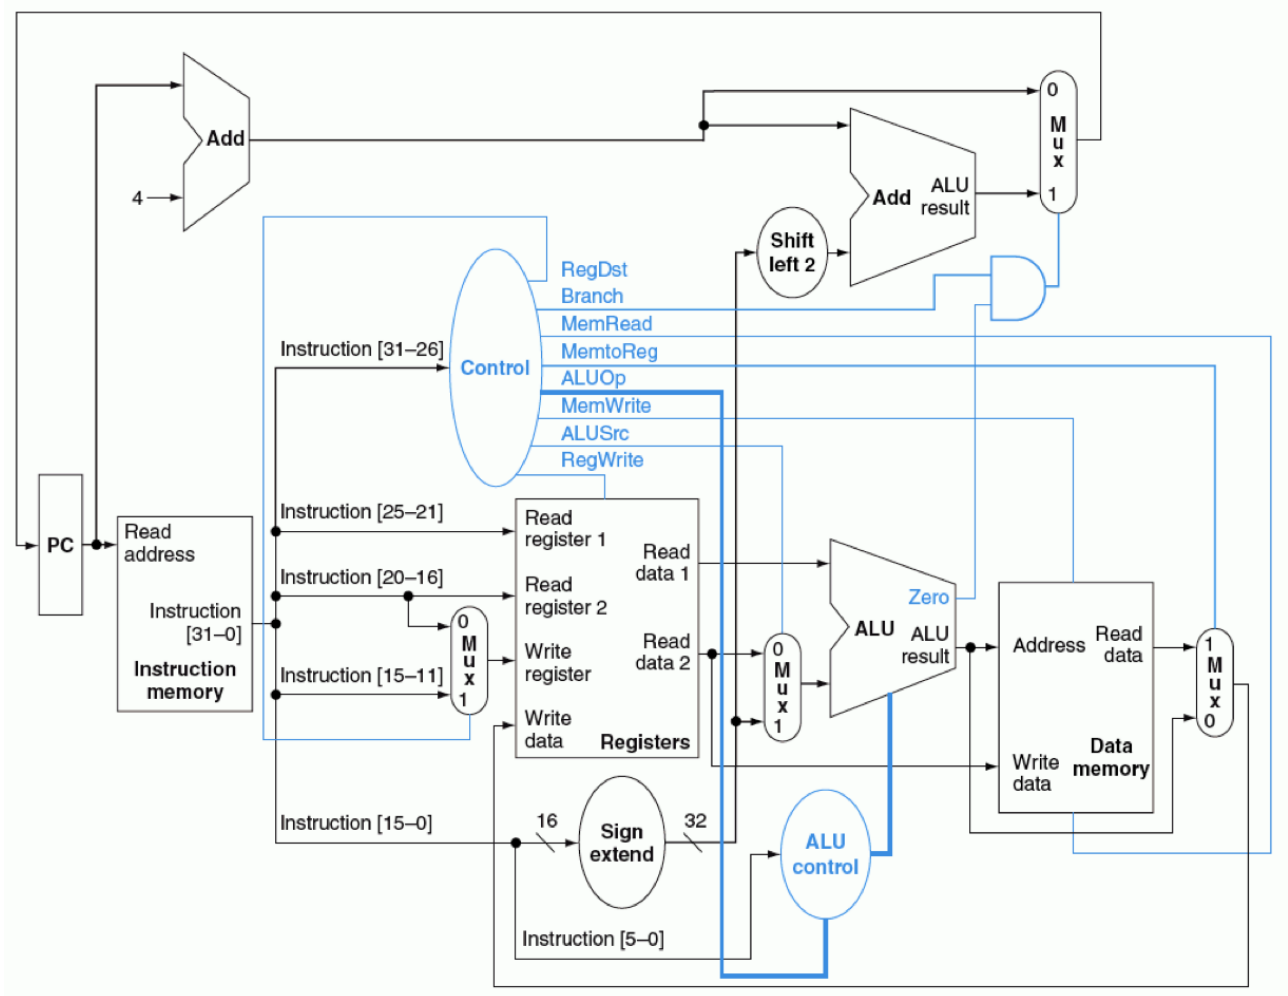 Add
4
0
M
u
x
1
Add
ALU
result
Shift
left 2
RegDst
Branch
MemRead
MemtoReg
ALUOp
MemWrite
ALUSrc
RegWrite
Control
Instruction [31–26]
PC
Read
address
Instruction
[31–0]
Instruction
memory
Instruction [25–21]
Instruction [20–16]
Instruction [15–11]
0
M
u
x
1
Read
register 1
Read
register 2
Write
register
Write
data
Read
data 1
Read
data 2
Registers
0
M
u
x
1
Zero
ALU
ALU
result
Address
Read
data
Write
data
Data
memory
1
M
u
x
0
Instruction [15–0]
16
Sign
extend
32
ALU
control
Instruction [5–0]